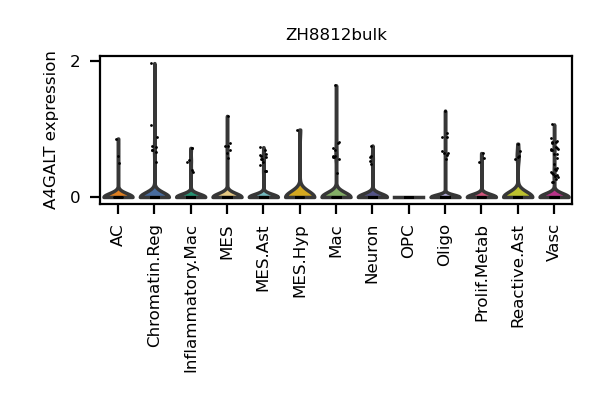 ZH8812bulk
A4GALT expression
2
0
AC
Chromatin.Reg
Inflammatory.Mac
MES
MES.Ast
MES.Hyp
Mac
Neuron
OPC
Oligo
Prolif.Metab
Reactive.Ast
Vasc